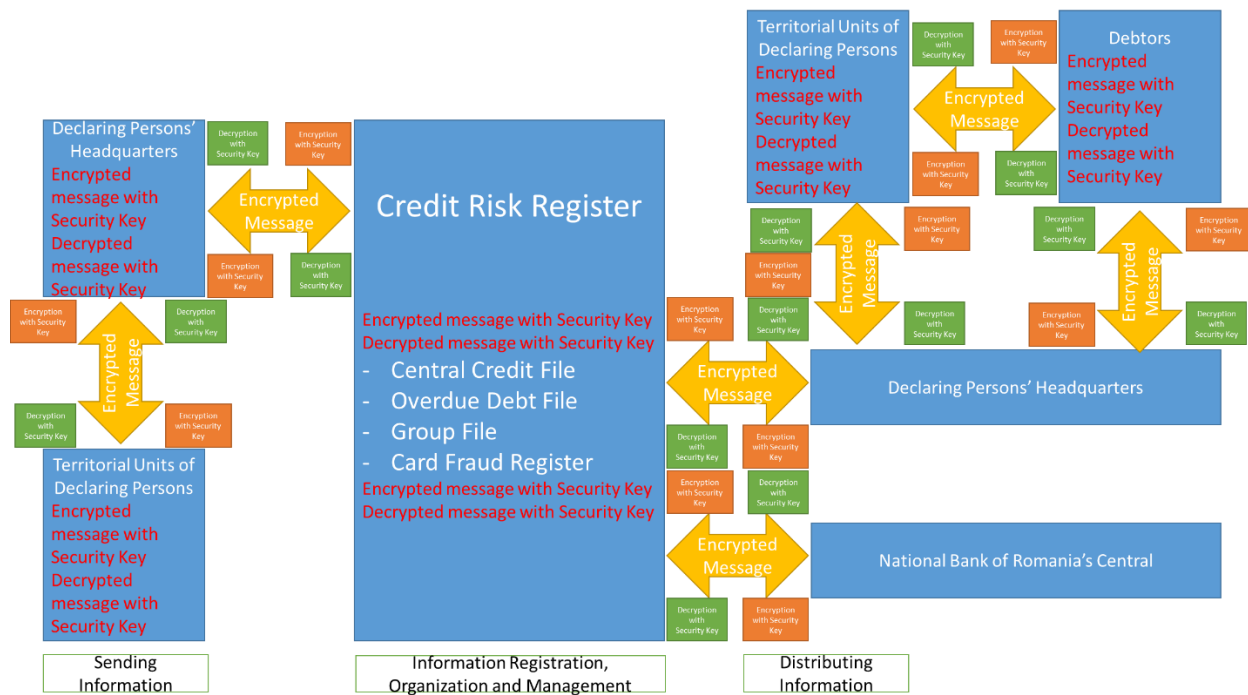 Territorial Units of
Declaring Persons
Encrypted
message with
Security Key
Decrypted
message with
Security Key
Decryption
with
Security Key
Encryption
with Security
Key
Encrypted
Message
Encryption
with Security
Key
Decryption
with
Security Key
Debtors
Encrypted
message with
Security Key
Decrypted
message with
Security Key
Declaring Persons’
Headquarters
Encrypted
message with
Security Key
Decrypted
message with
Security Key
Decryption
with
Security Key
Encryption
with Security
Key
Encrypted
Message
Encryption
with Security
Key
Decryption
with
Security Key
Encryption
with Security
Key
Decryption
with
Security Key
Encrypted
Message
Decryption
with
Security Key
Encryption
with Security
Key
Territorial Units of
Declaring Persons
Encrypted
message with
Security Key
Decrypted
message with
Security Key
Credit Risk Register
Encrypted message with Security Key
Decrypted message with Security Key
- Central Credit File
- Overdue Debt File
- Group File
- Card Fraud Register
Encrypted message with Security Key
Decrypted message with Security Key
Decryption
with
Security Key
Encryption
with Security
Key
Encrypted
Message
Encryption
with Security
Key
Decryption
with
Security Key
Decryption
with
Security Key
Encryption
with Security
Key
Encrypted
Message
Encryption
with Security
Key
Decryption
with
Security Key
Encryption
with Security
Key
Decryption
with
Security Key
Encrypted
Message
Decryption
with
Security Key
Encryption
with Security
Key
Declaring Persons’ Headquarters
Encryption
with Security
Key
Decryption
with
Security Key
Encrypted
Message
Decryption
with
Security Key
Encryption
with Security
Key
National Bank of Romania’s Central
Sending
Information
Information Registration,
Organization and Management
Distributing
Information